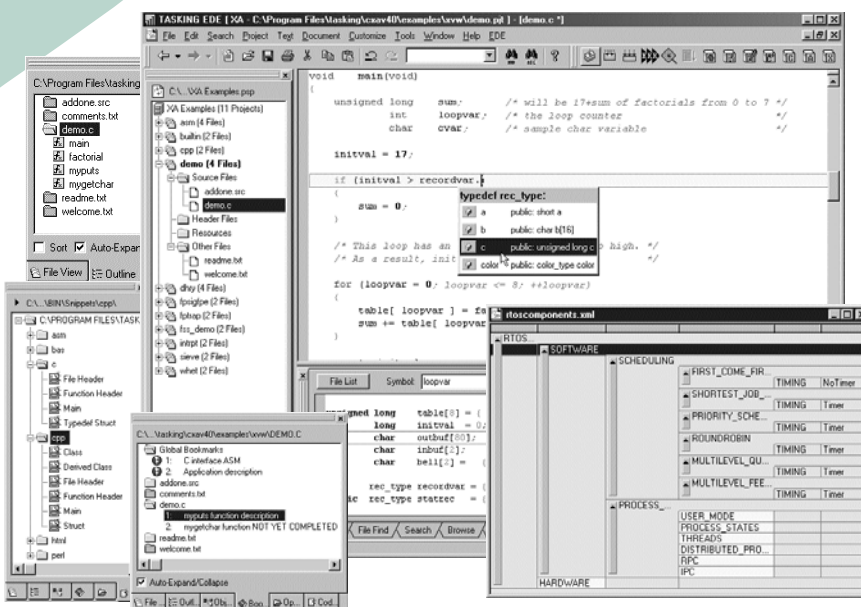 TASKING EDE [ XA - C:\Program Files\tasking\cxav40\examples\xvw\demo.pjt ] - [demo.c *]
File Edit Search Project Text Document Customize Tools Window Help EDE
C:\Program Files\tasking
addone.src
comments.txt
demo.c
main
factorial
myputs
mygetchar
readme.txt
welcome.txt
Sort Auto-Expan
File View Outline
C:\...\XA Examples.psp
XA Examples (11 Projects)
asm (4 Files)
builtin (2 Files)
cpp (2 Files)
demo (4 Files)
Source Files
addone.src
demo.c
Header Files
Resources
Other Files
readme.txt
welcome.txt
dhry (4 Files)
fpsiglpe (2 Files)
fptrap (2 Files)
fss_demo (2 Files)
intrpt (2 Files)
sieve (2 Files)
whet (2 Files)
void main(void)
{
unsigned long sum; /* will be 17+sum of factorials from 0 to 7 */
int loopvar; /* the loop counter */
char cvar; /* sample char variable */
initval = 17;
if (initval > recordvar.
{
sum = 0;
}
typedef rec_type:
a public: short a
b public: char b[16]
c public: unsigned long c
color public: color_type color
/* This loop has an o high. */
/* As a result, init */
for (loopvar = 0; loopvar <= 8; ++loopvar)
{
table[ loopvar ] = fa
sum += table[ loopvar
}
C:\...\BIN\Snippets\cpp\
C:\PROGRAM FILES\TASK
asm
bas
c
File Header
Function Header
Main
Typedef Struct
cpp
Class
Derived Class
File Header
Function Header
Main
Struct
html
perl
File List Symbol: loopvar
unsigned long table[8] = {
long initval = 0;
char outbuf[80];
char inbuf[2];
char bell[2] = {
rec_type recordvar = {
ic rec_type statrec = {
File Find Search Browse
C:\...\tasking\cxav40\examples\xvw\DEMO.C
Global Bookmarks
1: C interface ASM
2: Application description
addone.src
comments.txt
demo.c
1: myputs function description
2: mygetchar function NOT YET COMPLETED
readme.txt
welcome.txt
Auto-Expand/Collapse
File ... Outl... Obj... Boo... Op... Cod...
rtoscomponents.xml
RTOS...
SOFTWARE
SCHEDULING
FIRST_COME_FIR...
TIMING NoTimer
SHORTEST_JOB_...
TIMING Timer
PRIORITY_SCHE...
TIMING Timer
ROUNDROBIN
TIMING Timer
MULTILEVEL_QU...
TIMING Timer
MULTILEVEL_FEE...
TIMING Timer
PROCESS_...
USER_MODE
PROCESS_STATES
THREADS
DISTRIBUTED_PRO...
RPC
IPC
HARDWARE